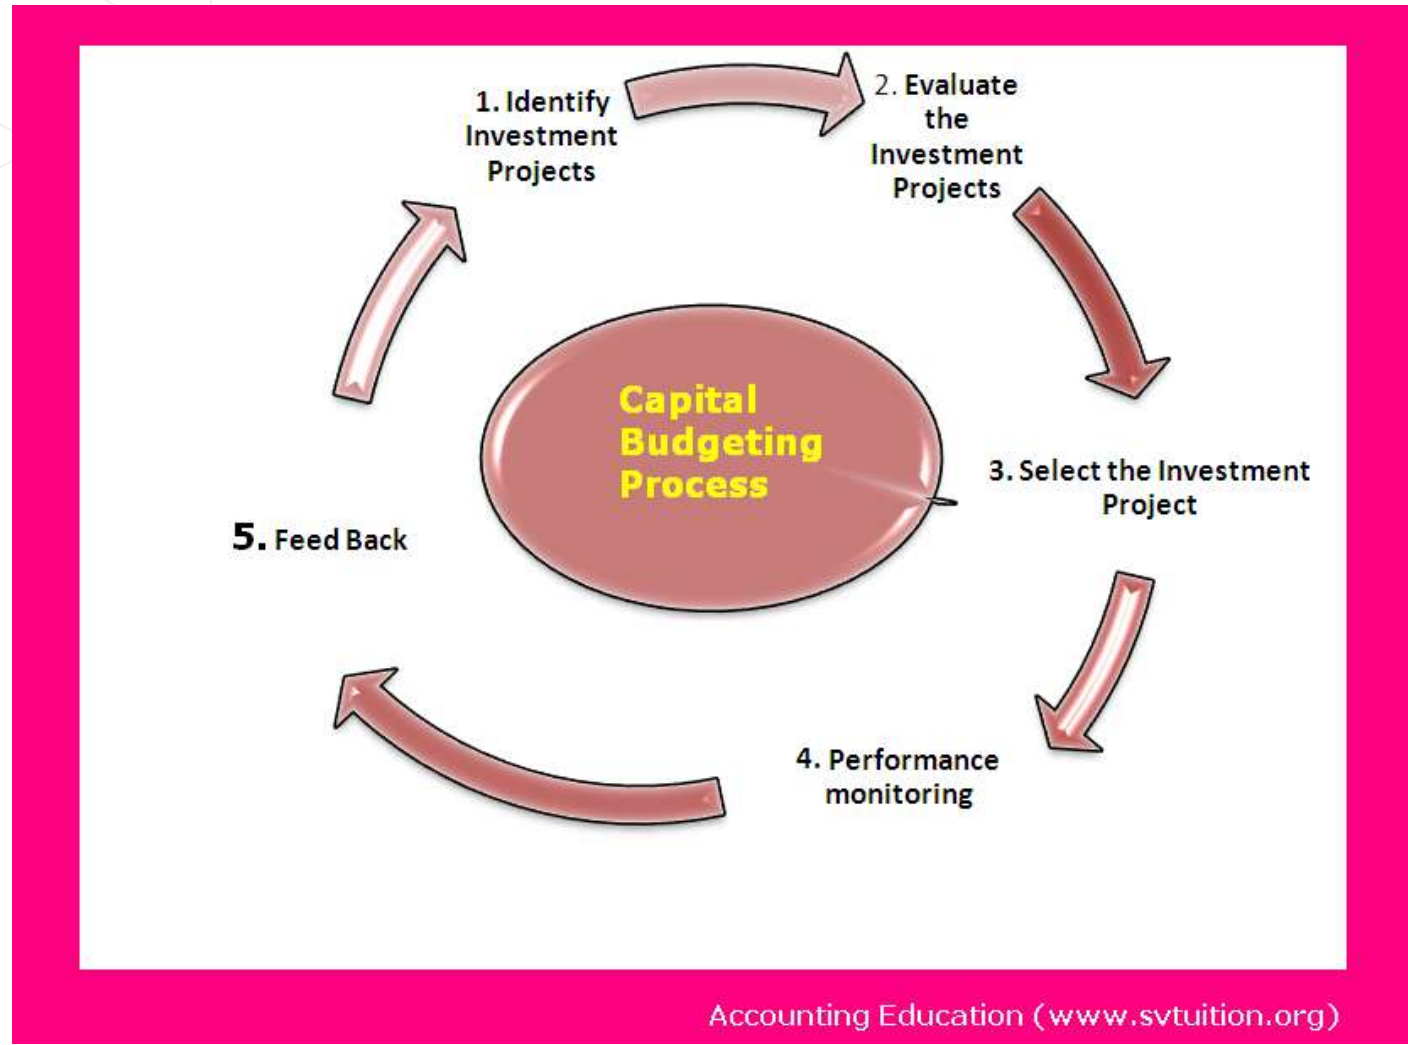 1. Identify
Investment
Projects
2. Evaluate
the
Investment
Projects
3. Select the Investment
Project
4. Performance
monitoring
5. Feed Back
Capital
Budgeting
Process
Accounting Education (www.svtuition.org)